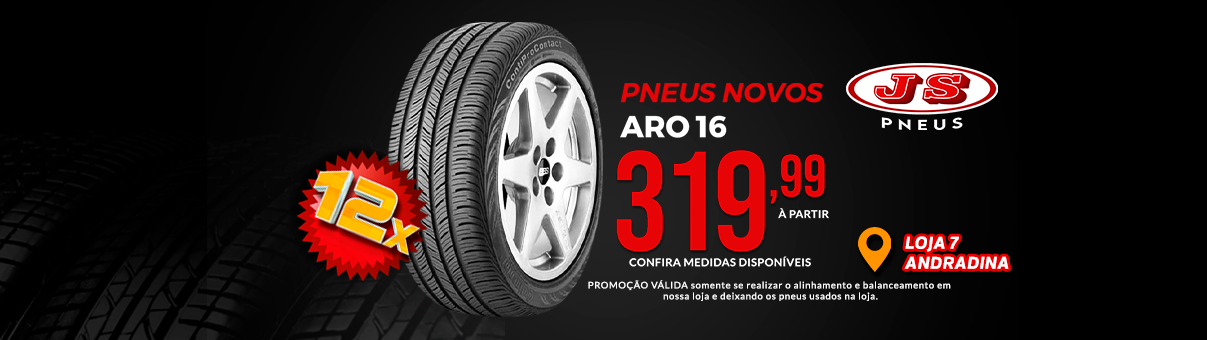 ContiProContact
PNEUS NOVOS
ARO 16
319,99
À PARTIR
CONFIRA MEDIDAS DISPONÍVEIS
PROMOÇÃO VÁLIDA somente se realizar o alinhamento e balanceamento em
nossa loja e deixando os pneus usados na loja.
12x
JS
PNEUS
LOJA 7
ANDRADINA